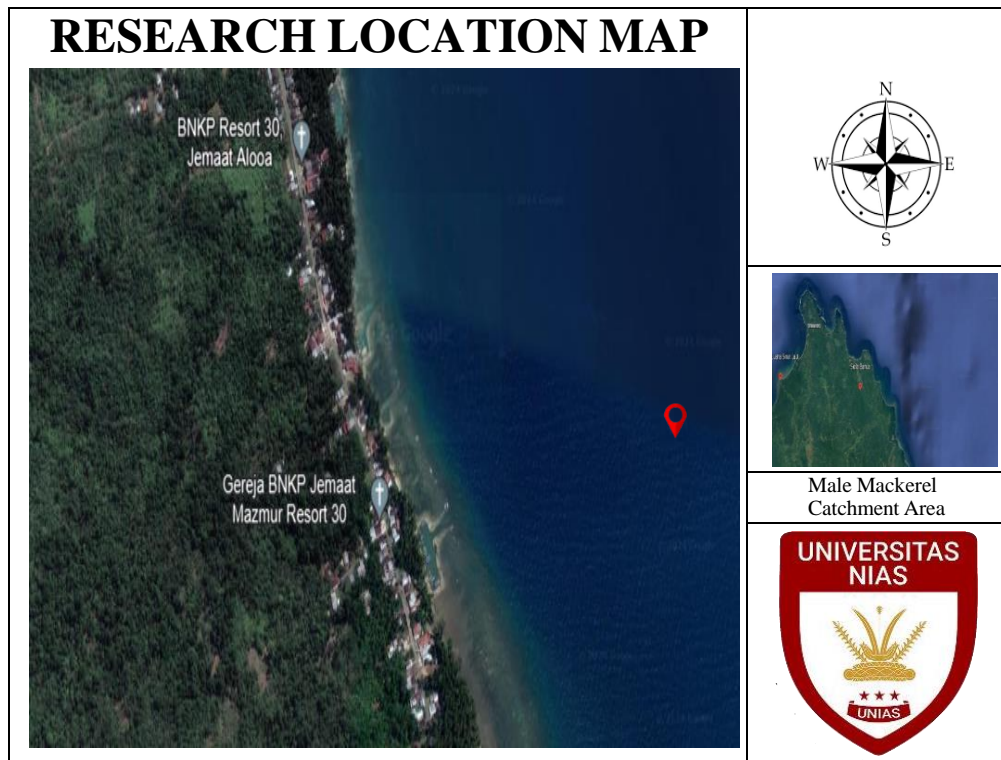 RESEARCH LOCATION MAP
BNKP Resort 30,
Jemaat Alooa
Gereja BNKP Jemaat
Mazmur Resort 30
N
W
E
S
Male Mackerel
Catchment Area
UNIVERSITAS
NIAS
UNIAS